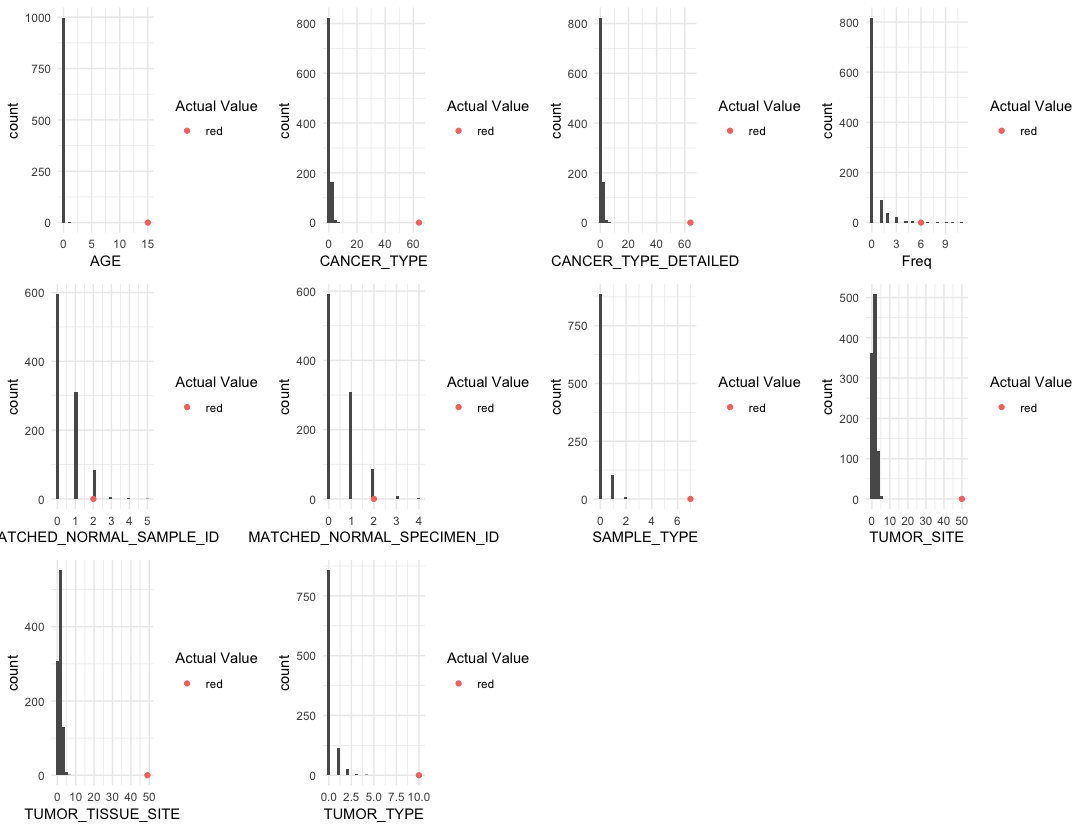 1000
750
500
250
0
count
0 5 10 15
AGE
Actual Value
red
800
600
400
200
0
count
0 20 40 60
CANCER_TYPE
Actual Value
red
800
600
400
200
0
count
0 20 40 60
CANCER_TYPE_DETAILED
Actual Value
red
800
600
400
200
0
count
0 3 6 9
Freq
Actual Value
red
600
400
200
0
count
0 1 2 3 4 5
ATCHED_NORMAL_SAMPLE_ID
Actual Value
red
600
400
200
0
count
0 1 2 3 4
MATCHED_NORMAL_SPECIMEN_ID
Actual Value
red
750
500
250
0
count
0 2 4 6
SAMPLE_TYPE
Actual Value
red
500
400
300
200
100
0
count
0 10 20 30 40 50
TUMOR_SITE
Actual Value
red
400
200
0
count
0 10 20 30 40 50
TUMOR_TISSUE_SITE
Actual Value
red
750
500
250
0
count
0.0 2.5 5.0 7.5 10.0
TUMOR_TYPE
Actual Value
red